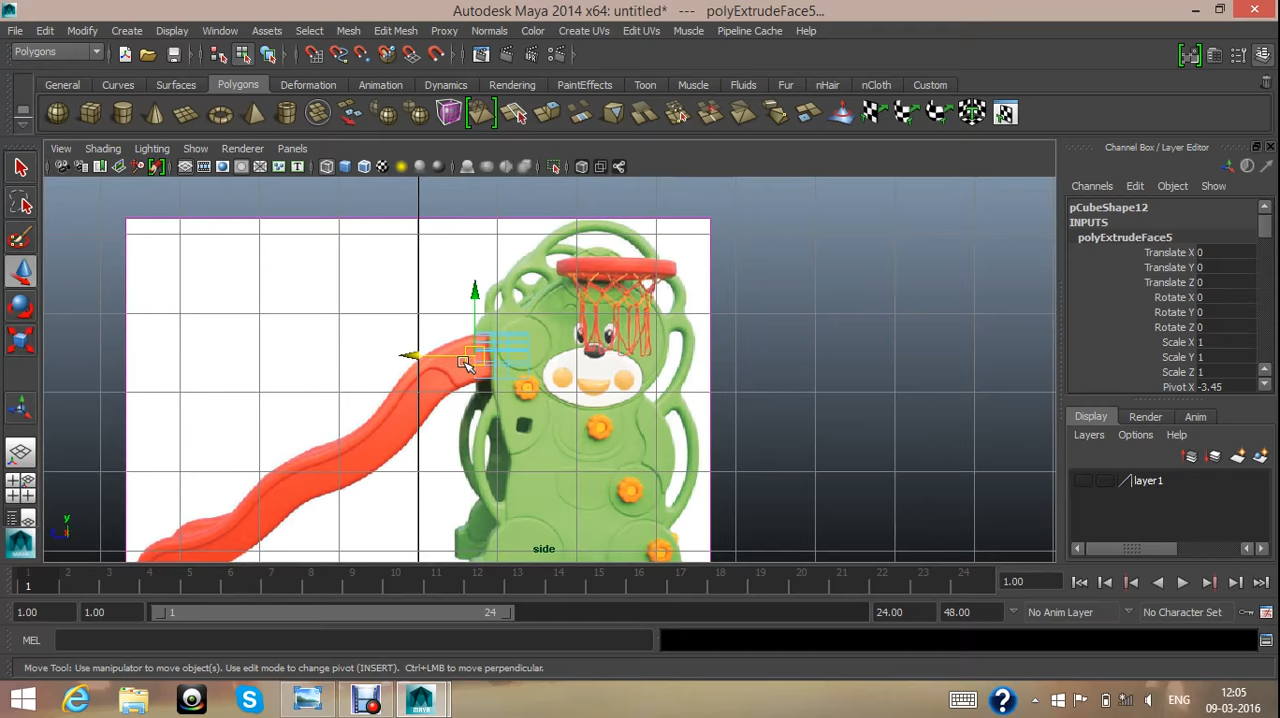 Autodesk Maya 2014 x64: untitled* --- polyExtrudeFace5...
File Edit Modify Create Display Window Assets Select Mesh Edit Mesh Proxy Normals Color Create UVs Edit UVs Muscle Pipeline Cache Help
Polygons
General Curves Surfaces Polygons Deformation Animation Dynamics Rendering PaintEffects Toon Muscle Fluids Fur nHair nCloth Custom
View Shading Lighting Show Renderer Panels
Channel Box / Layer Editor
Channels Edit Object Show
pCubeShape12
INPUTS
polyExtrudeFace5
Translate X 0
Translate Y 0
Translate Z 0
Rotate X 0
Rotate Y 0
Rotate Z 0
Scale X 1
Scale Y 1
Scale Z 1
Pivot X -3.45
Display Render Anim
Layers Options Help
layer1
y
side
1 2 3 4 5 6 7 8 9 10 11 12 13 14 15 16 17 18 19 20 21 22 23 24
1 1.00
1.00 1.00 1 24 24.00 48.00 No Anim Layer No Character Set
MEL
Move Tool: Use manipulator to move object(s). Use edit mode to change pivot (INSERT). Ctrl+LMB to move perpendicular.
ENG
12:05
09-03-2016